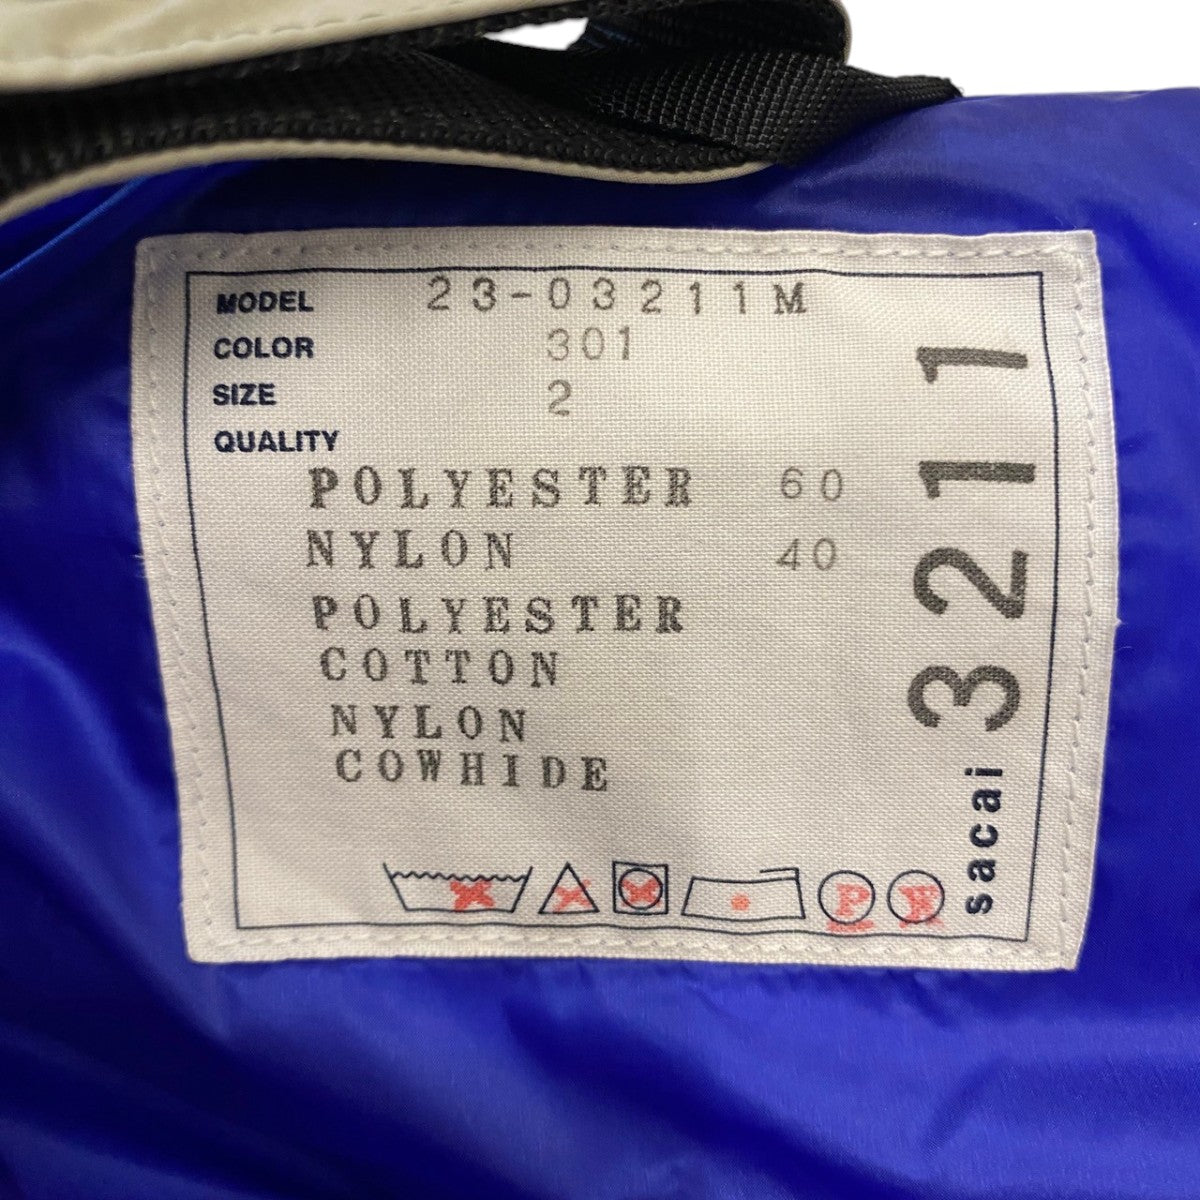 MODEL 23-03211M
COLOR 301
SIZE 2
QUALITY
POLYESTER 60
NYLON 40
POLYESTER
COTTON
NYLON
COWHIDE
P
W
sacai 3211